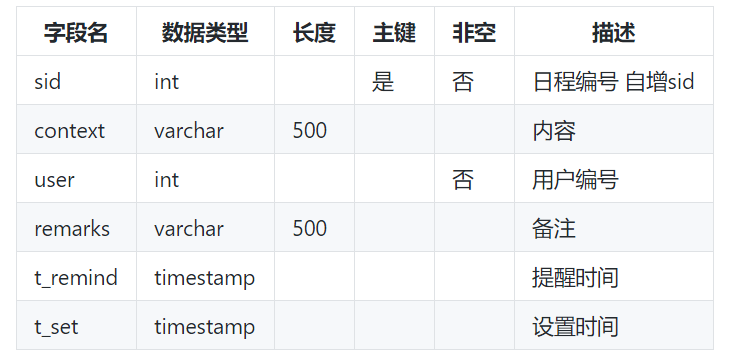 字段名 数据类型 长度 主键 非空 描述
sid int 是 否 日程编号 自增sid
context varchar 500 内容
user int 否 用户编号
remarks varchar 500 备注
t_remind timestamp 提醒时间
t_set timestamp 设置时间